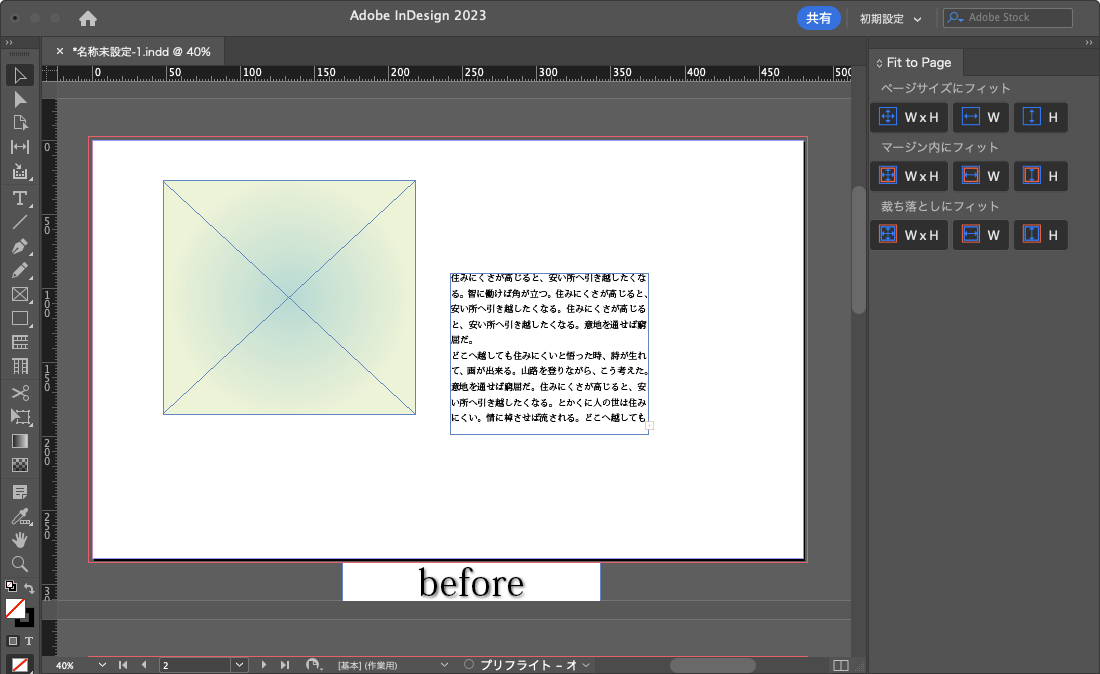 Adobe InDesign 2023
共有
初期設定
Adobe Stock
*名称未設定-1.indd @ 40%
0 50 100 150 200 250 300 350 400 450 500
0
50
100
150
200
250
30
Fit to Page
ページサイズにフィット
W x H
W
H
マージン内にフィット
W x H
W
H
裁ち落としにフィット
W x H
W
H
住みにくさが高じると、安い所へ引き越したくな
る。智に働けば角が立つ。住みにくさが高じると、
安い所へ引き越したくなる。住みにくさが高じる
と、安い所へ引き越したくなる。意地を通せば窮
屈だ。
どこへ越しても住みにくいと悟った時、詩が生れ
て、画が出来る。山路を登りながら、こう考えた。
意地を通せば窮屈だ。住みにくさが高じると、安
い所へ引き越したくなる。とかくに人の世は住み
にくい。情に棹させば流される。どこへ越しても
before
40%
2
[基本] (作業用)
プリフライト - オ